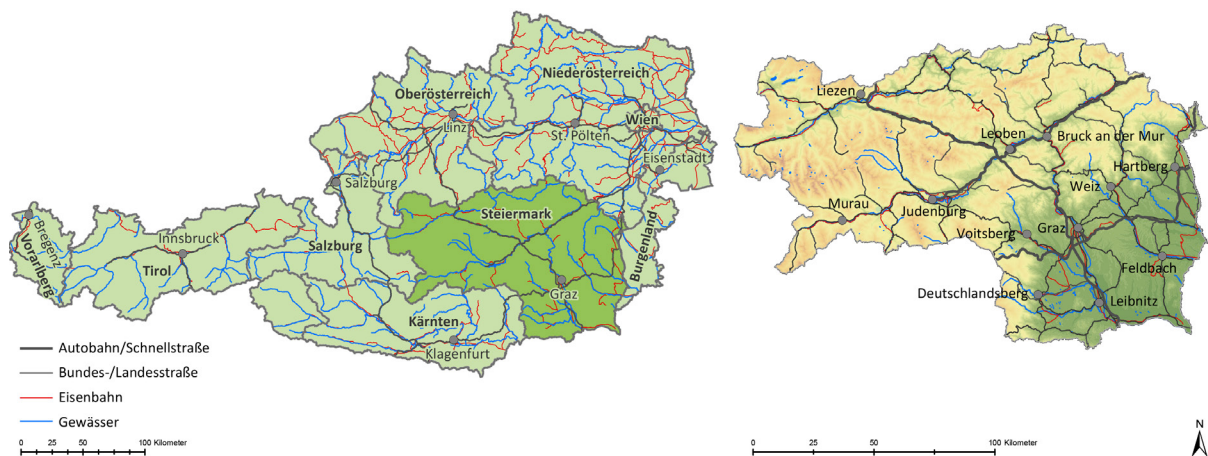 Niederösterreich
Oberösterreich
Linz
St. Pölten
Wien
Eisenstadt
Salzburg
Steiermark
Burgenland
Innsbruck
Bregenz
Vorarlberg
Tirol
Salzburg
Graz
Kärnten
Klagenfurt
Autobahn/Schnellstraße
Bundes-/Landesstraße
Eisenbahn
Gewässer
0 25 50 100 Kilometer
Liezen
Leoben
Bruck an der Mur
Hartberg
Weiz
Murau
Judenburg
Voitsberg
Graz
Feldbach
Deutschlandsberg
Leibnitz
0 50 100 Kilometer
N